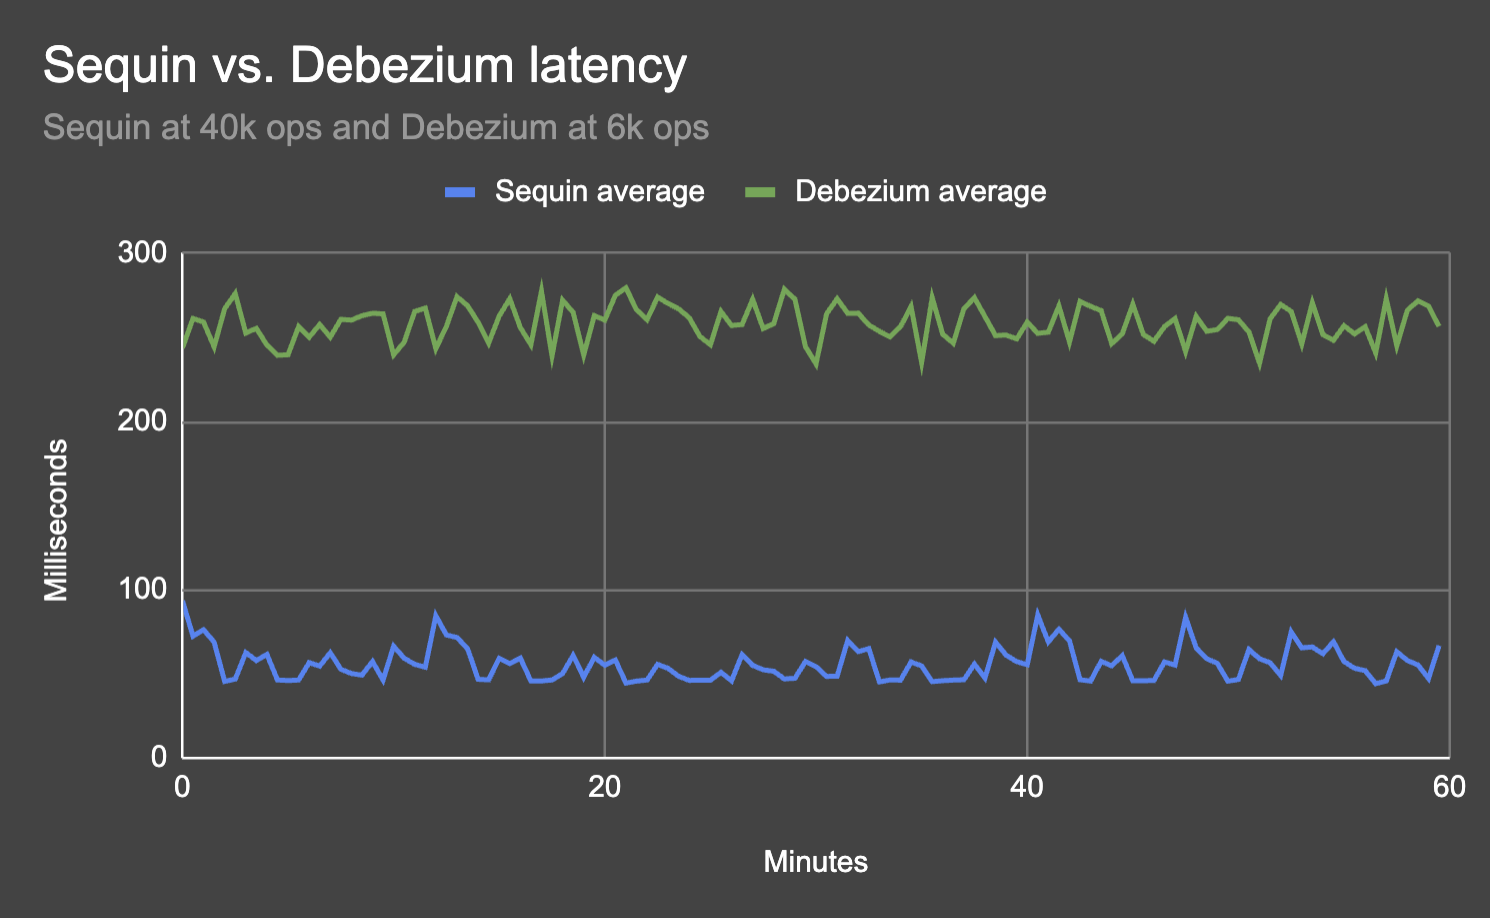 Sequin vs. Debezium latency
Sequin at 40k ops and Debezium at 6k ops
Sequin average Debezium average
300
200
100
0
Milliseconds
0 20 40 60
Minutes